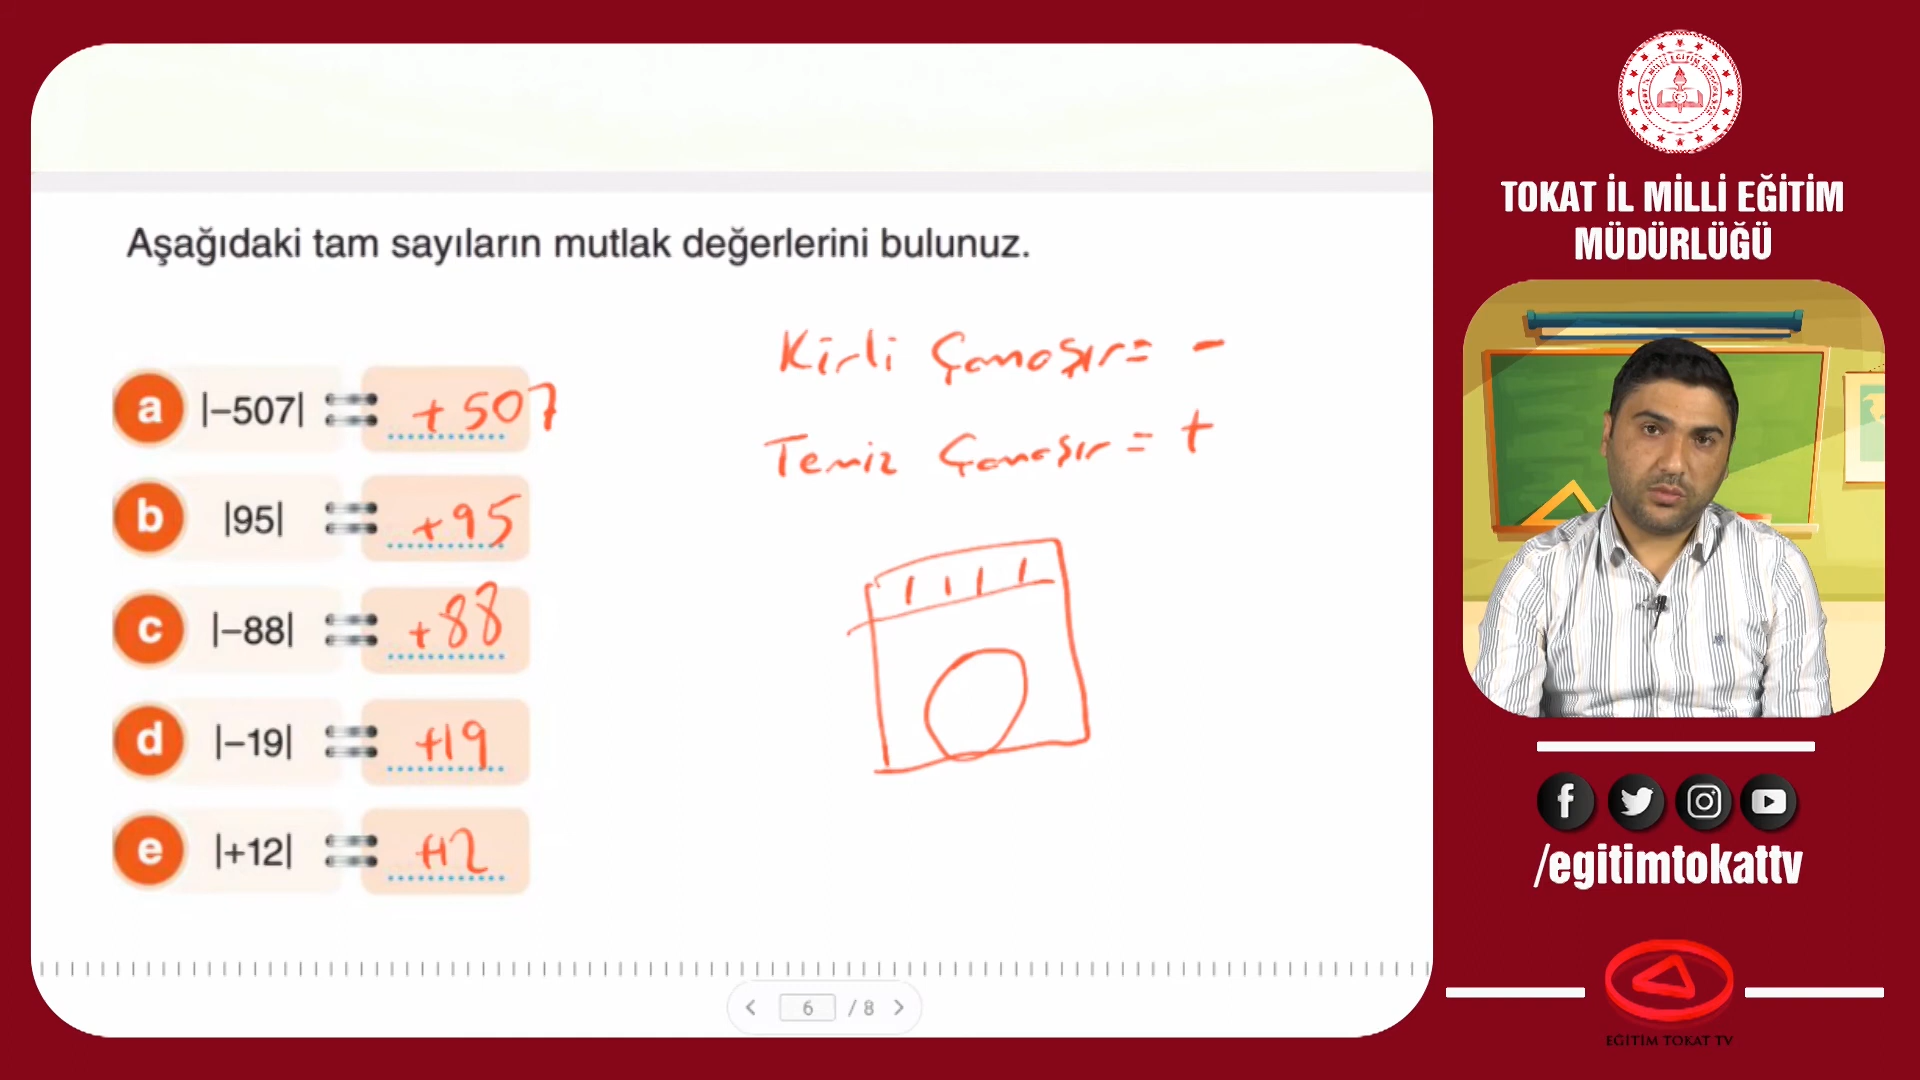 Aşağıdaki tam sayıların mutlak değerlerini bulunuz.
a |−507| = +507
b |95| = +95
c |−88| = +88
d |−19| = +19
e |+12| = +12
Kirli Çamaşır = -
Temiz Çamaşır = +
6 / 8
TOKAT İL MİLLİ EĞİTİM
MÜDÜRLÜĞÜ
/egitimtokattv
EĞİTİM TOKAT TV